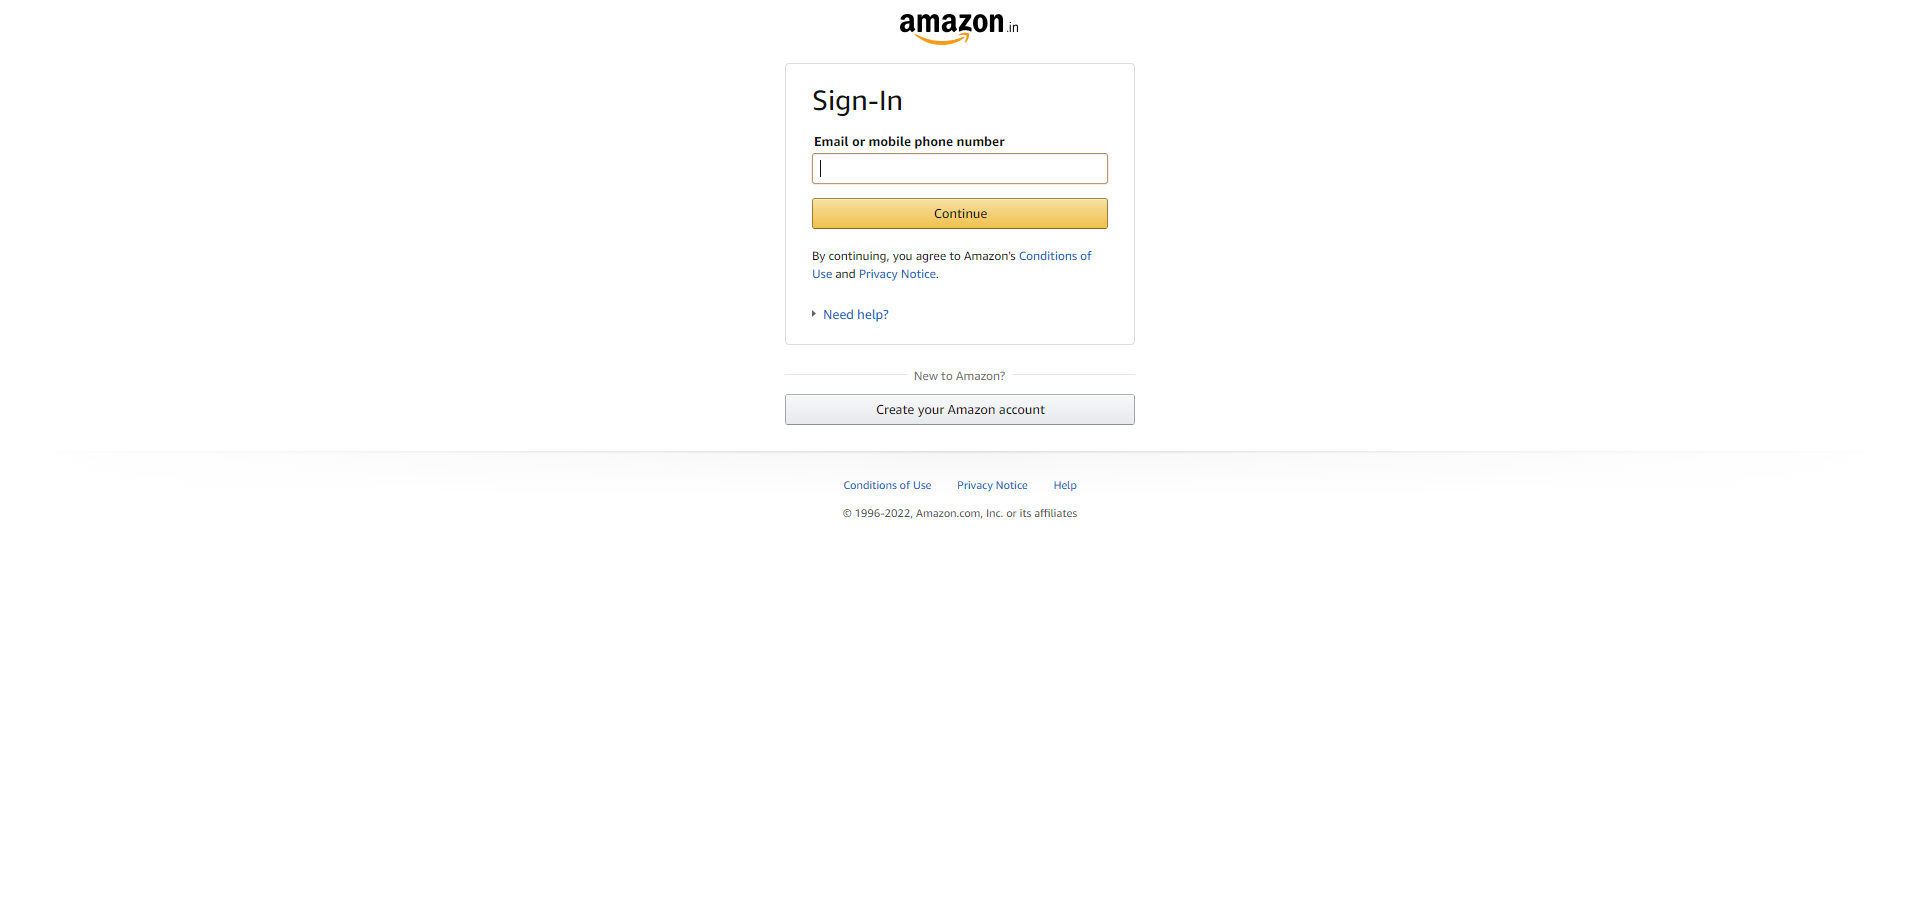 amazon.in
Sign-In
Email or mobile phone number
Continue
By continuing, you agree to Amazon's Conditions of
Use and Privacy Notice.
Need help?
New to Amazon?
Create your Amazon account
Conditions of Use Privacy Notice Help
© 1996-2022, Amazon.com, Inc. or its affiliates